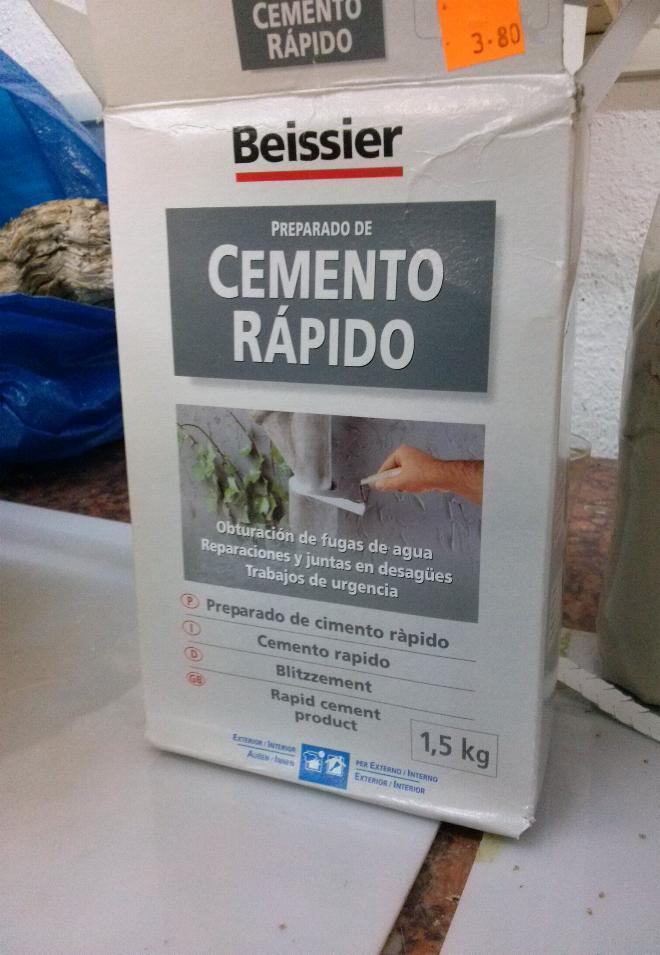 CEMENTO
RÁPIDO
3.80
Beissier
PREPARADO DE
CEMENTO
RÁPIDO
Obturación de fugas de agua
Reparaciones y juntas en desagües
Trabajos de urgencia
P Preparado de cimento ràpido
I Cemento rapido
D Blitzzement
GB Rapid cement
product
1,5 kg
EXTERIOR / INTERIOR
AUßEN / INNEN
PER EXTERNO / INTERNO
EXTERIOR / INTERIOR